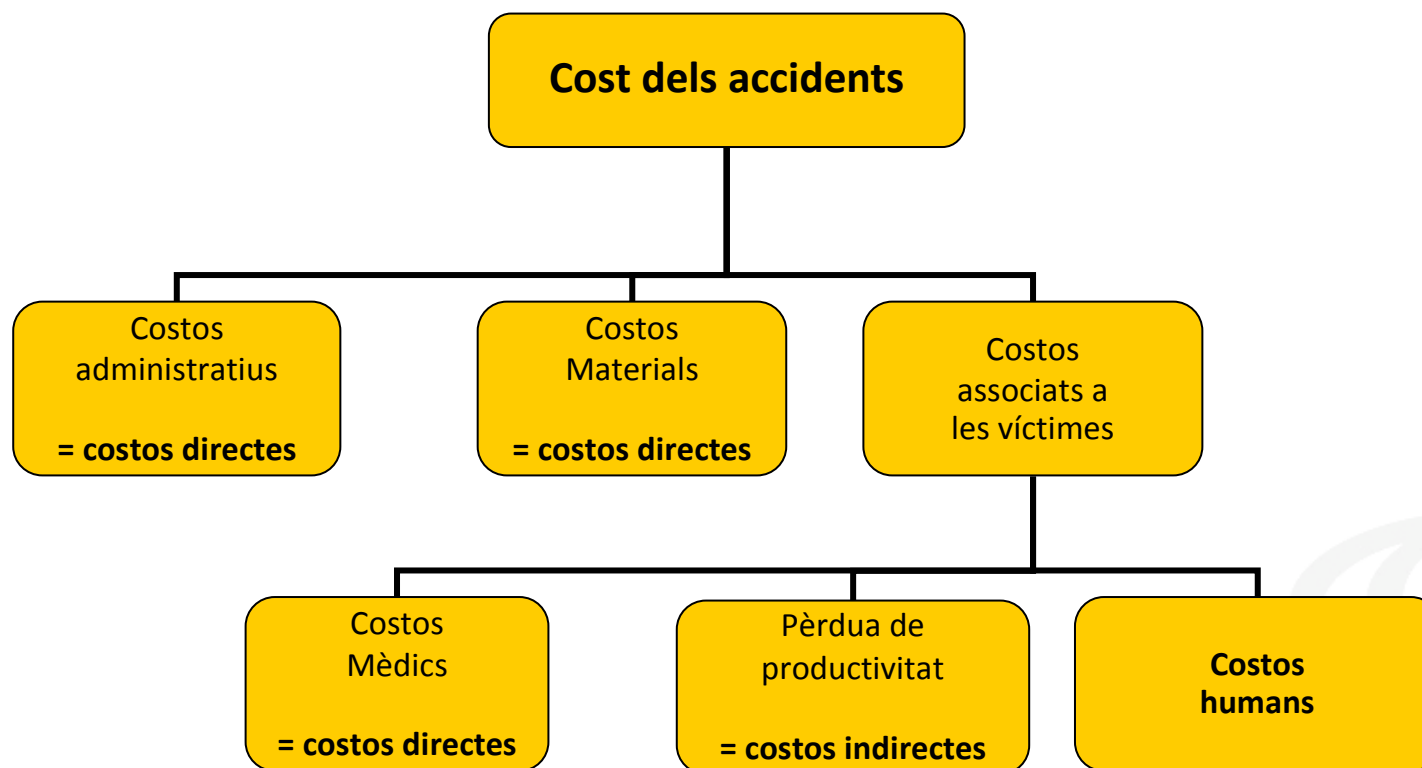 Cost dels accidents
Costos
administratius
= costos directes
Costos
Materials
= costos directes
Costos
associats a
les víctimes
Costos
Mèdics
= costos directes
Pèrdua de
productivitat
= costos indirectes
Costos
humans